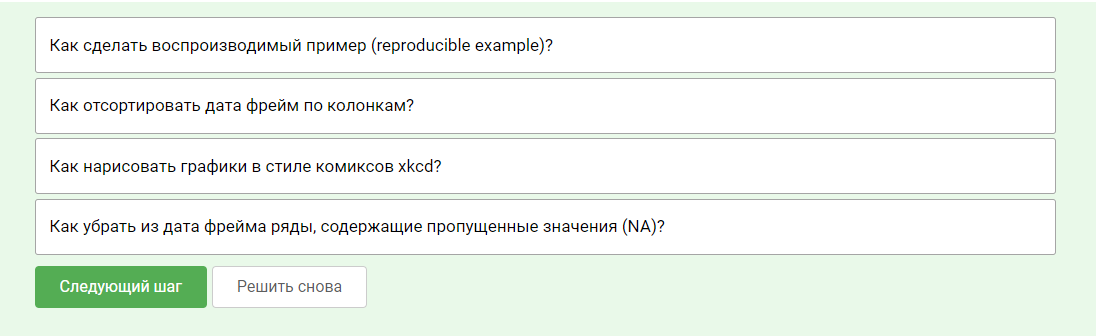 Как сделать воспроизводимый пример (reproducible example)?
Как отсортировать дата фрейм по колонкам?
Как нарисовать графики в стиле комиксов xkcd?
Как убрать из дата фрейма ряды, содержащие пропущенные значения (NA)?
Следующий шаг Решить снова